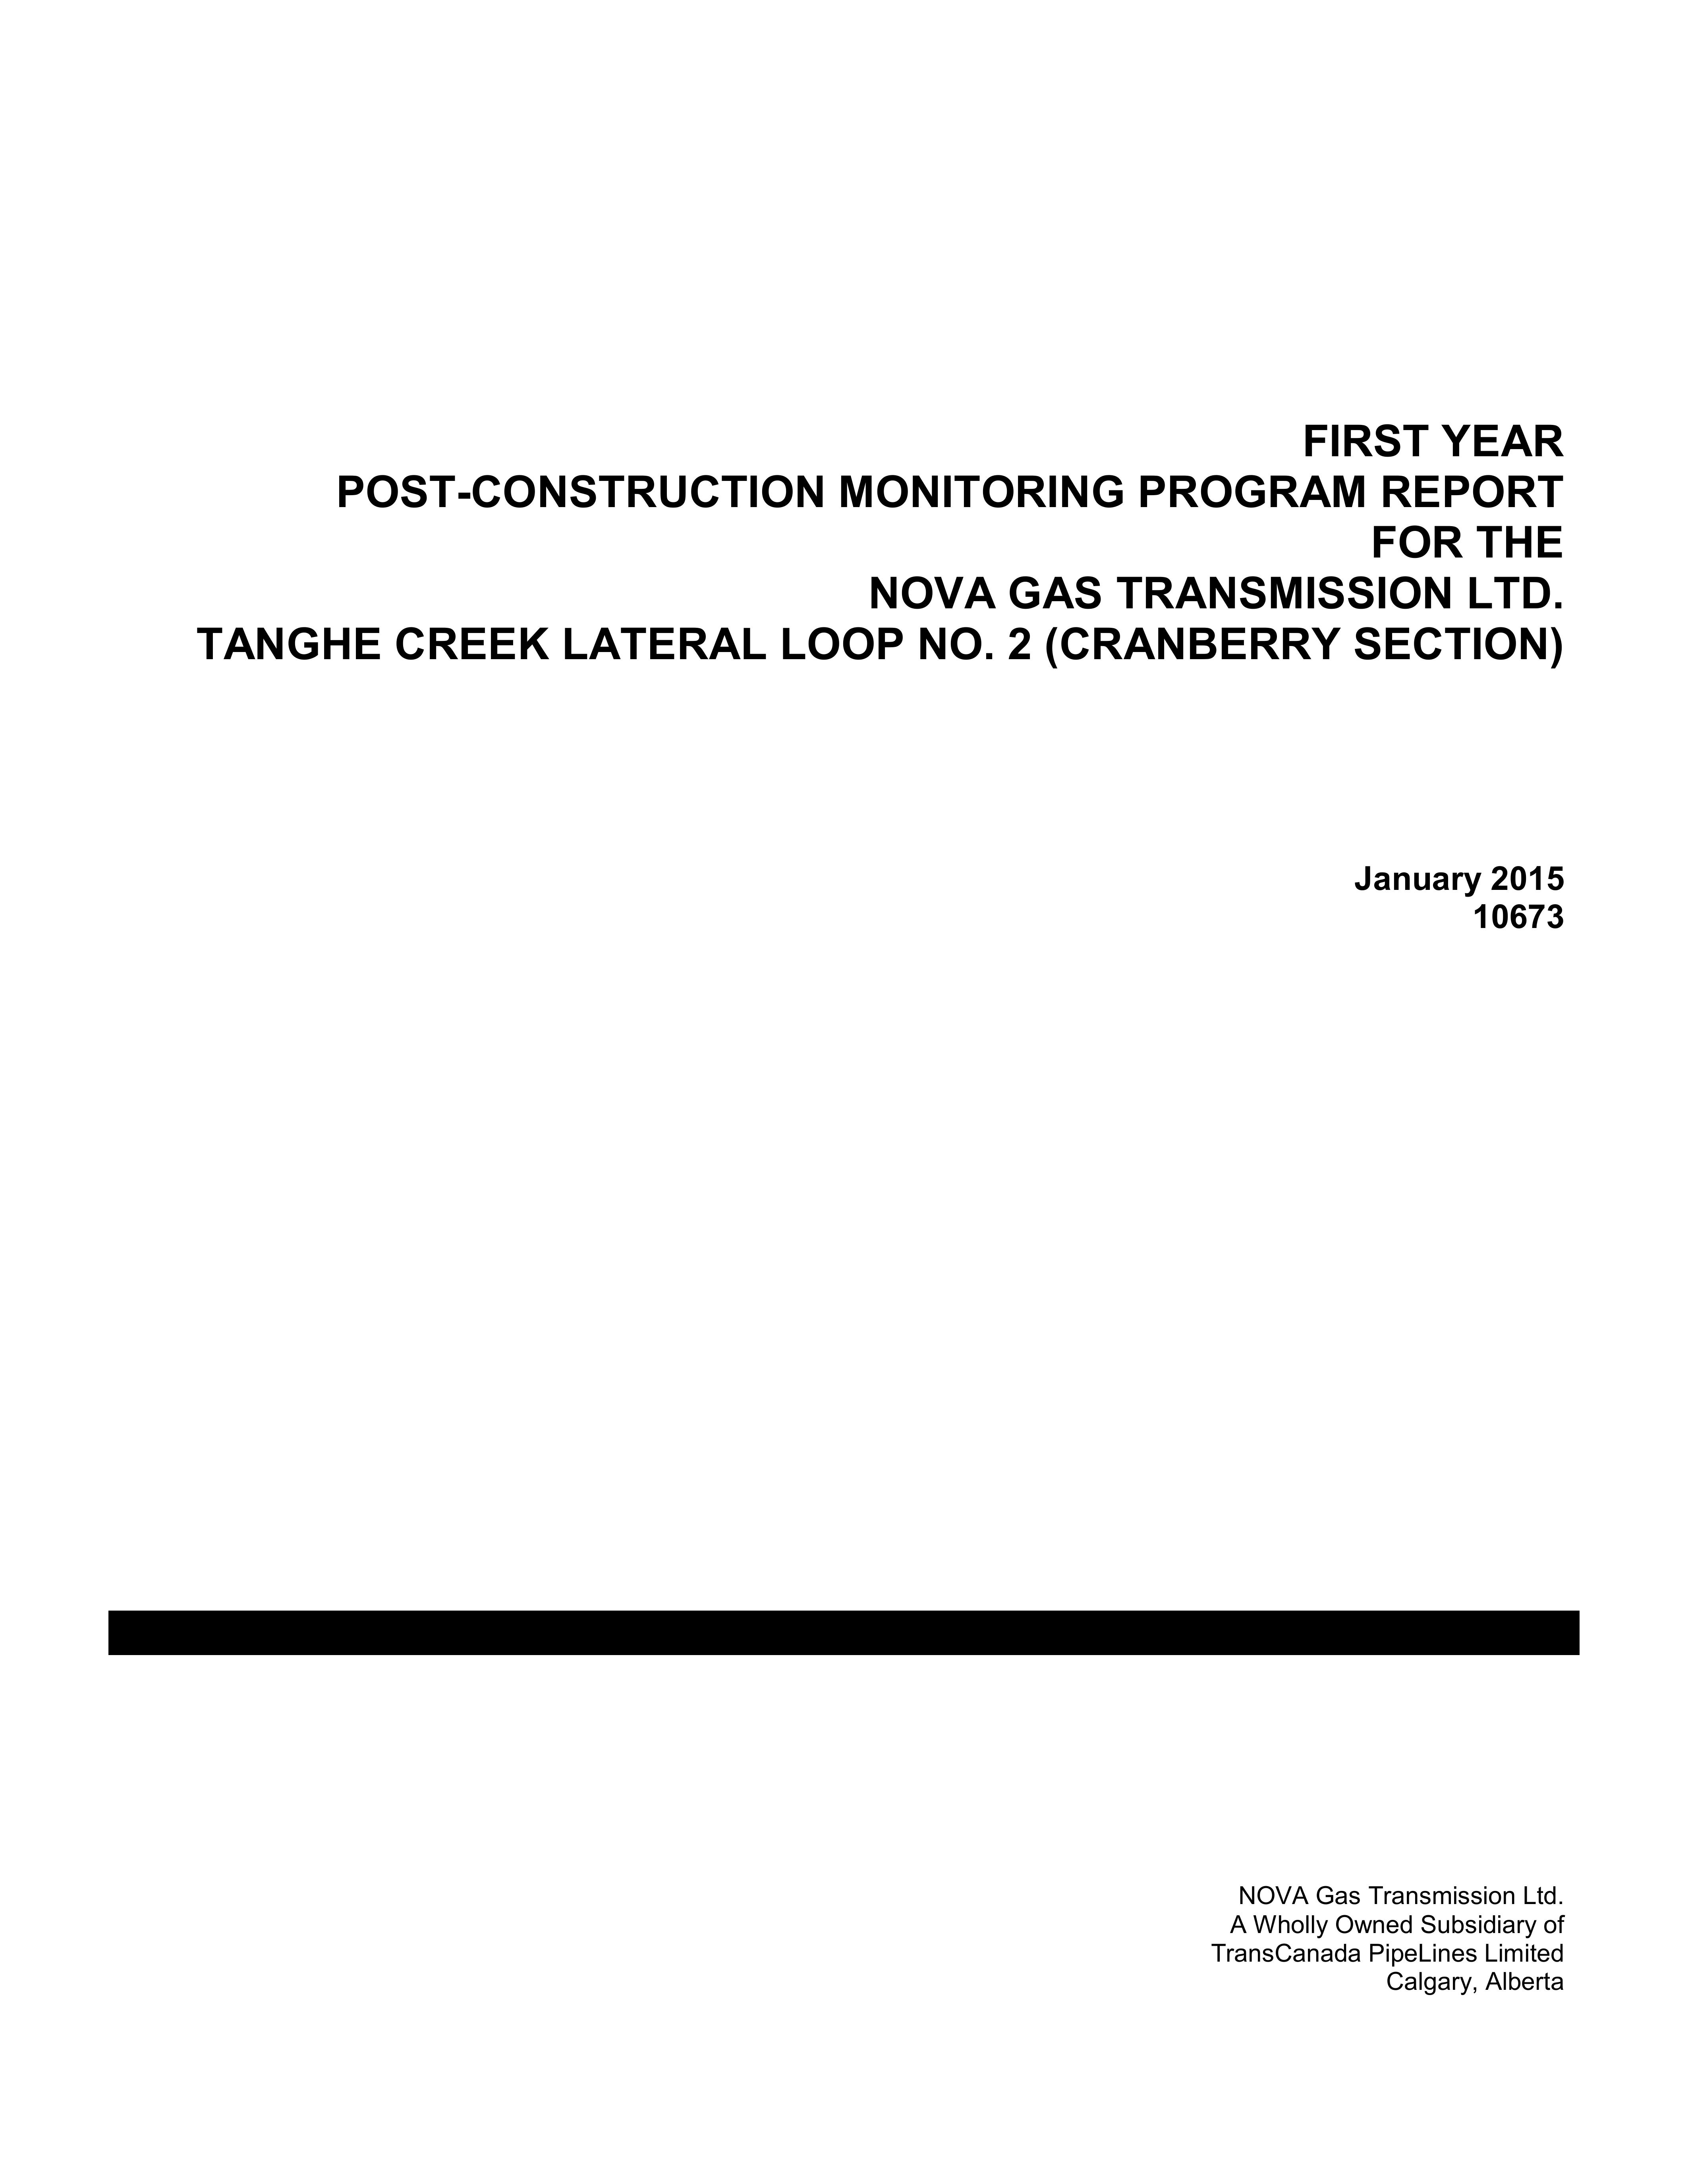 FIRST YEAR
POST-CONSTRUCTION MONITORING PROGRAM REPORT
FOR THE
NOVA GAS TRANSMISSION LTD.
TANGHE CREEK LATERAL LOOP NO. 2 (CRANBERRY SECTION)
January 2015
10673
NOVA Gas Transmission Ltd.
A Wholly Owned Subsidiary of
TransCanada PipeLines Limited
Calgary, Alberta